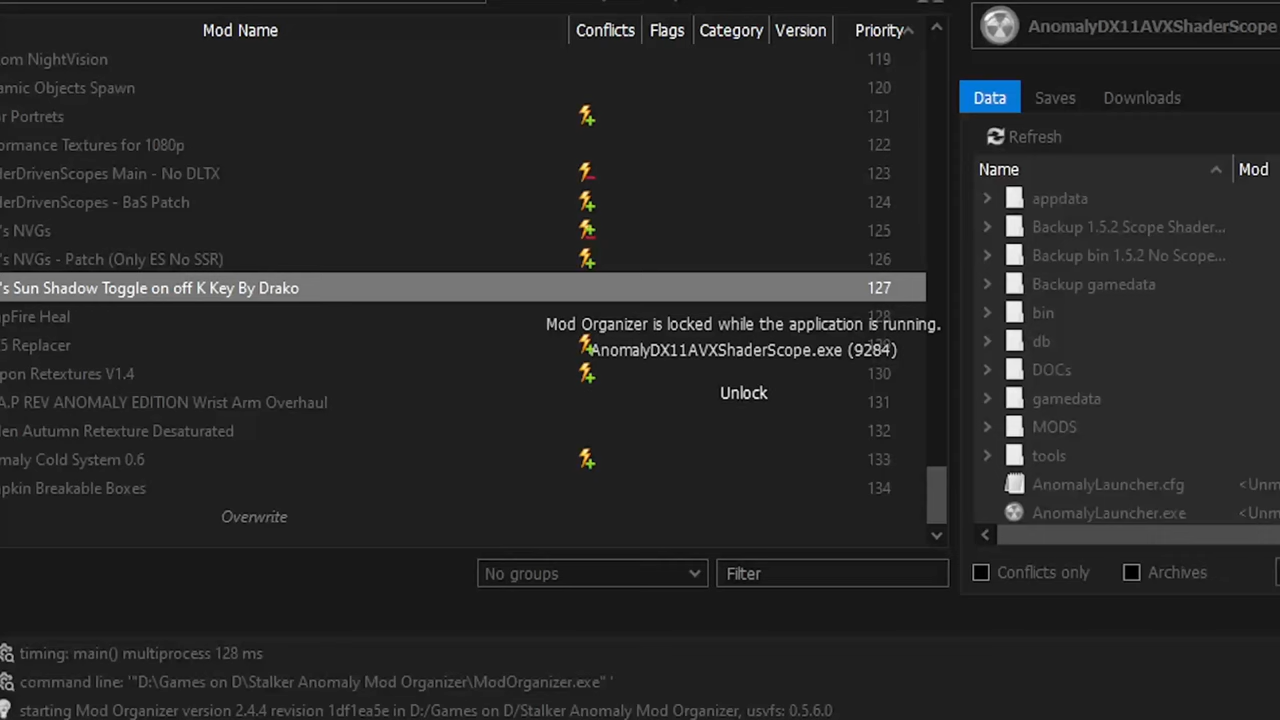 Mod Name Conflicts Flags Category Version Priority
om NightVision 119
amic Objects Spawn 120
r Portrets 121
ormance Textures for 1080p 122
derDrivenScopes Main - No DLTX 123
derDrivenScopes - BaS Patch 124
's NVGs 125
's NVGs - Patch (Only ES No SSR) 126
's Sun Shadow Toggle on off K Key By Drako 127
pFire Heal 128
5 Replacer
pon Retextures V1.4 130
.A.P REV ANOMALY EDITION Wrist Arm Overhaul 131
en Autumn Retexture Desaturated 132
maly Cold System 0.6 133
pkin Breakable Boxes 134
Overwrite
Mod Organizer is locked while the application is running.
AnomalyDX11AVXShaderScope.exe (9284)
Unlock
No groups
Filter
AnomalyDX11AVXShaderScope
Data Saves Downloads
Refresh
Name Mod
appdata
Backup 1.5.2 Scope Shader...
Backup bin 1.5.2 No Scope...
Backup gamedata
bin
db
DOCs
gamedata
MODS
tools
AnomalyLauncher.cfg <Unm
AnomalyLauncher.exe <Unm
Conflicts only Archives
timing: main() multiprocess 128 ms
command line: '"D:\Games on D\Stalker Anomaly Mod Organizer\ModOrganizer.exe" '
starting Mod Organizer version 2.4.4 revision 1df1ea5e in D:/Games on D/Stalker Anomaly Mod Organizer, usvfs: 0.5.6.0